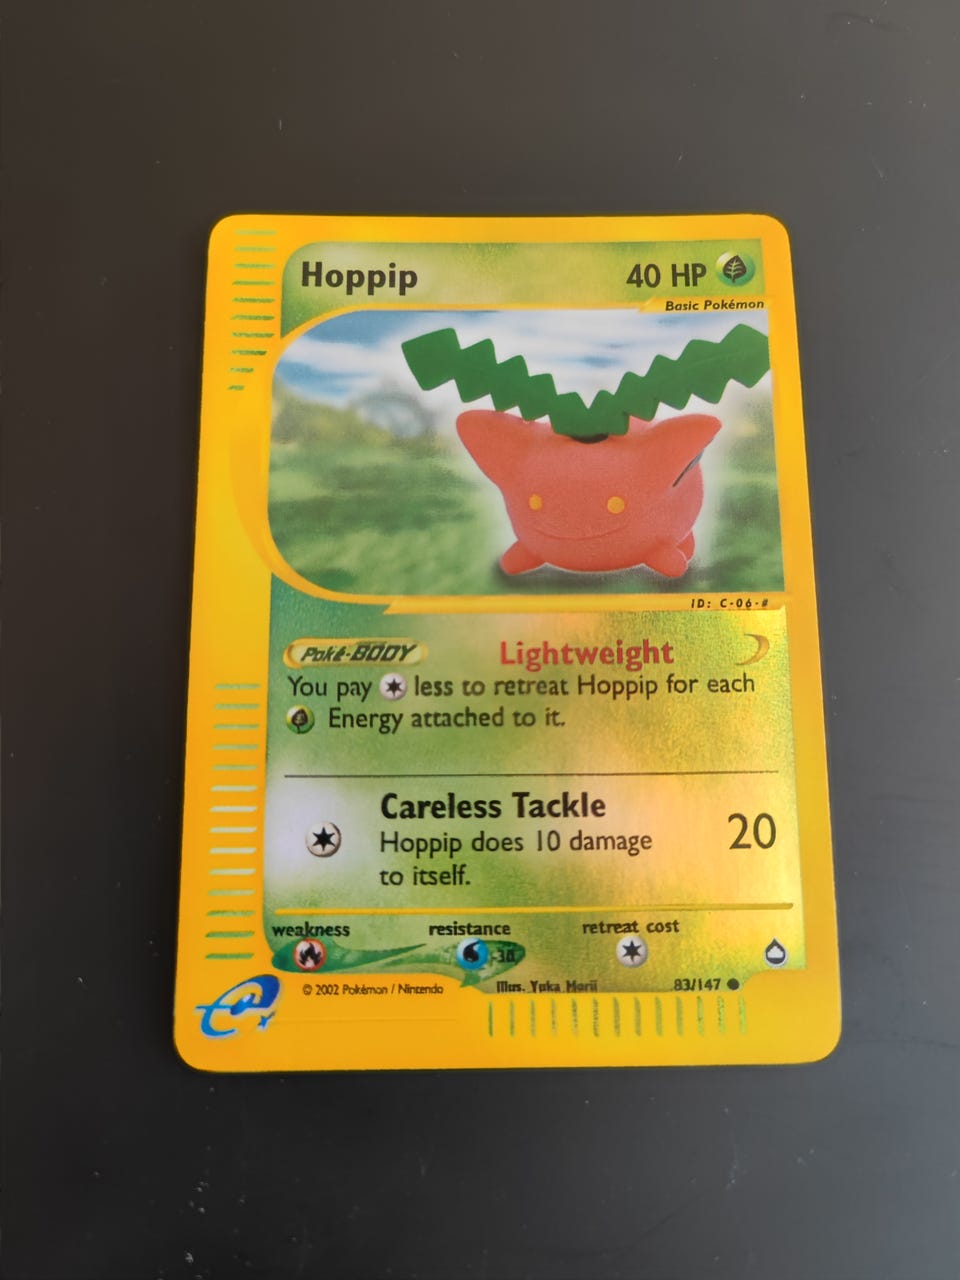 Hoppip 40 HP
Basic Pokémon
ID: C-06-#
Poké-BODY Lightweight
You pay less to retreat Hoppip for each
Energy attached to it.
Careless Tackle
Hoppip does 10 damage 20
to itself.
weakness resistance retreat cost
-30
© 2002 Pokémon / Nintendo Illus. Yuka Morii 83/147
e